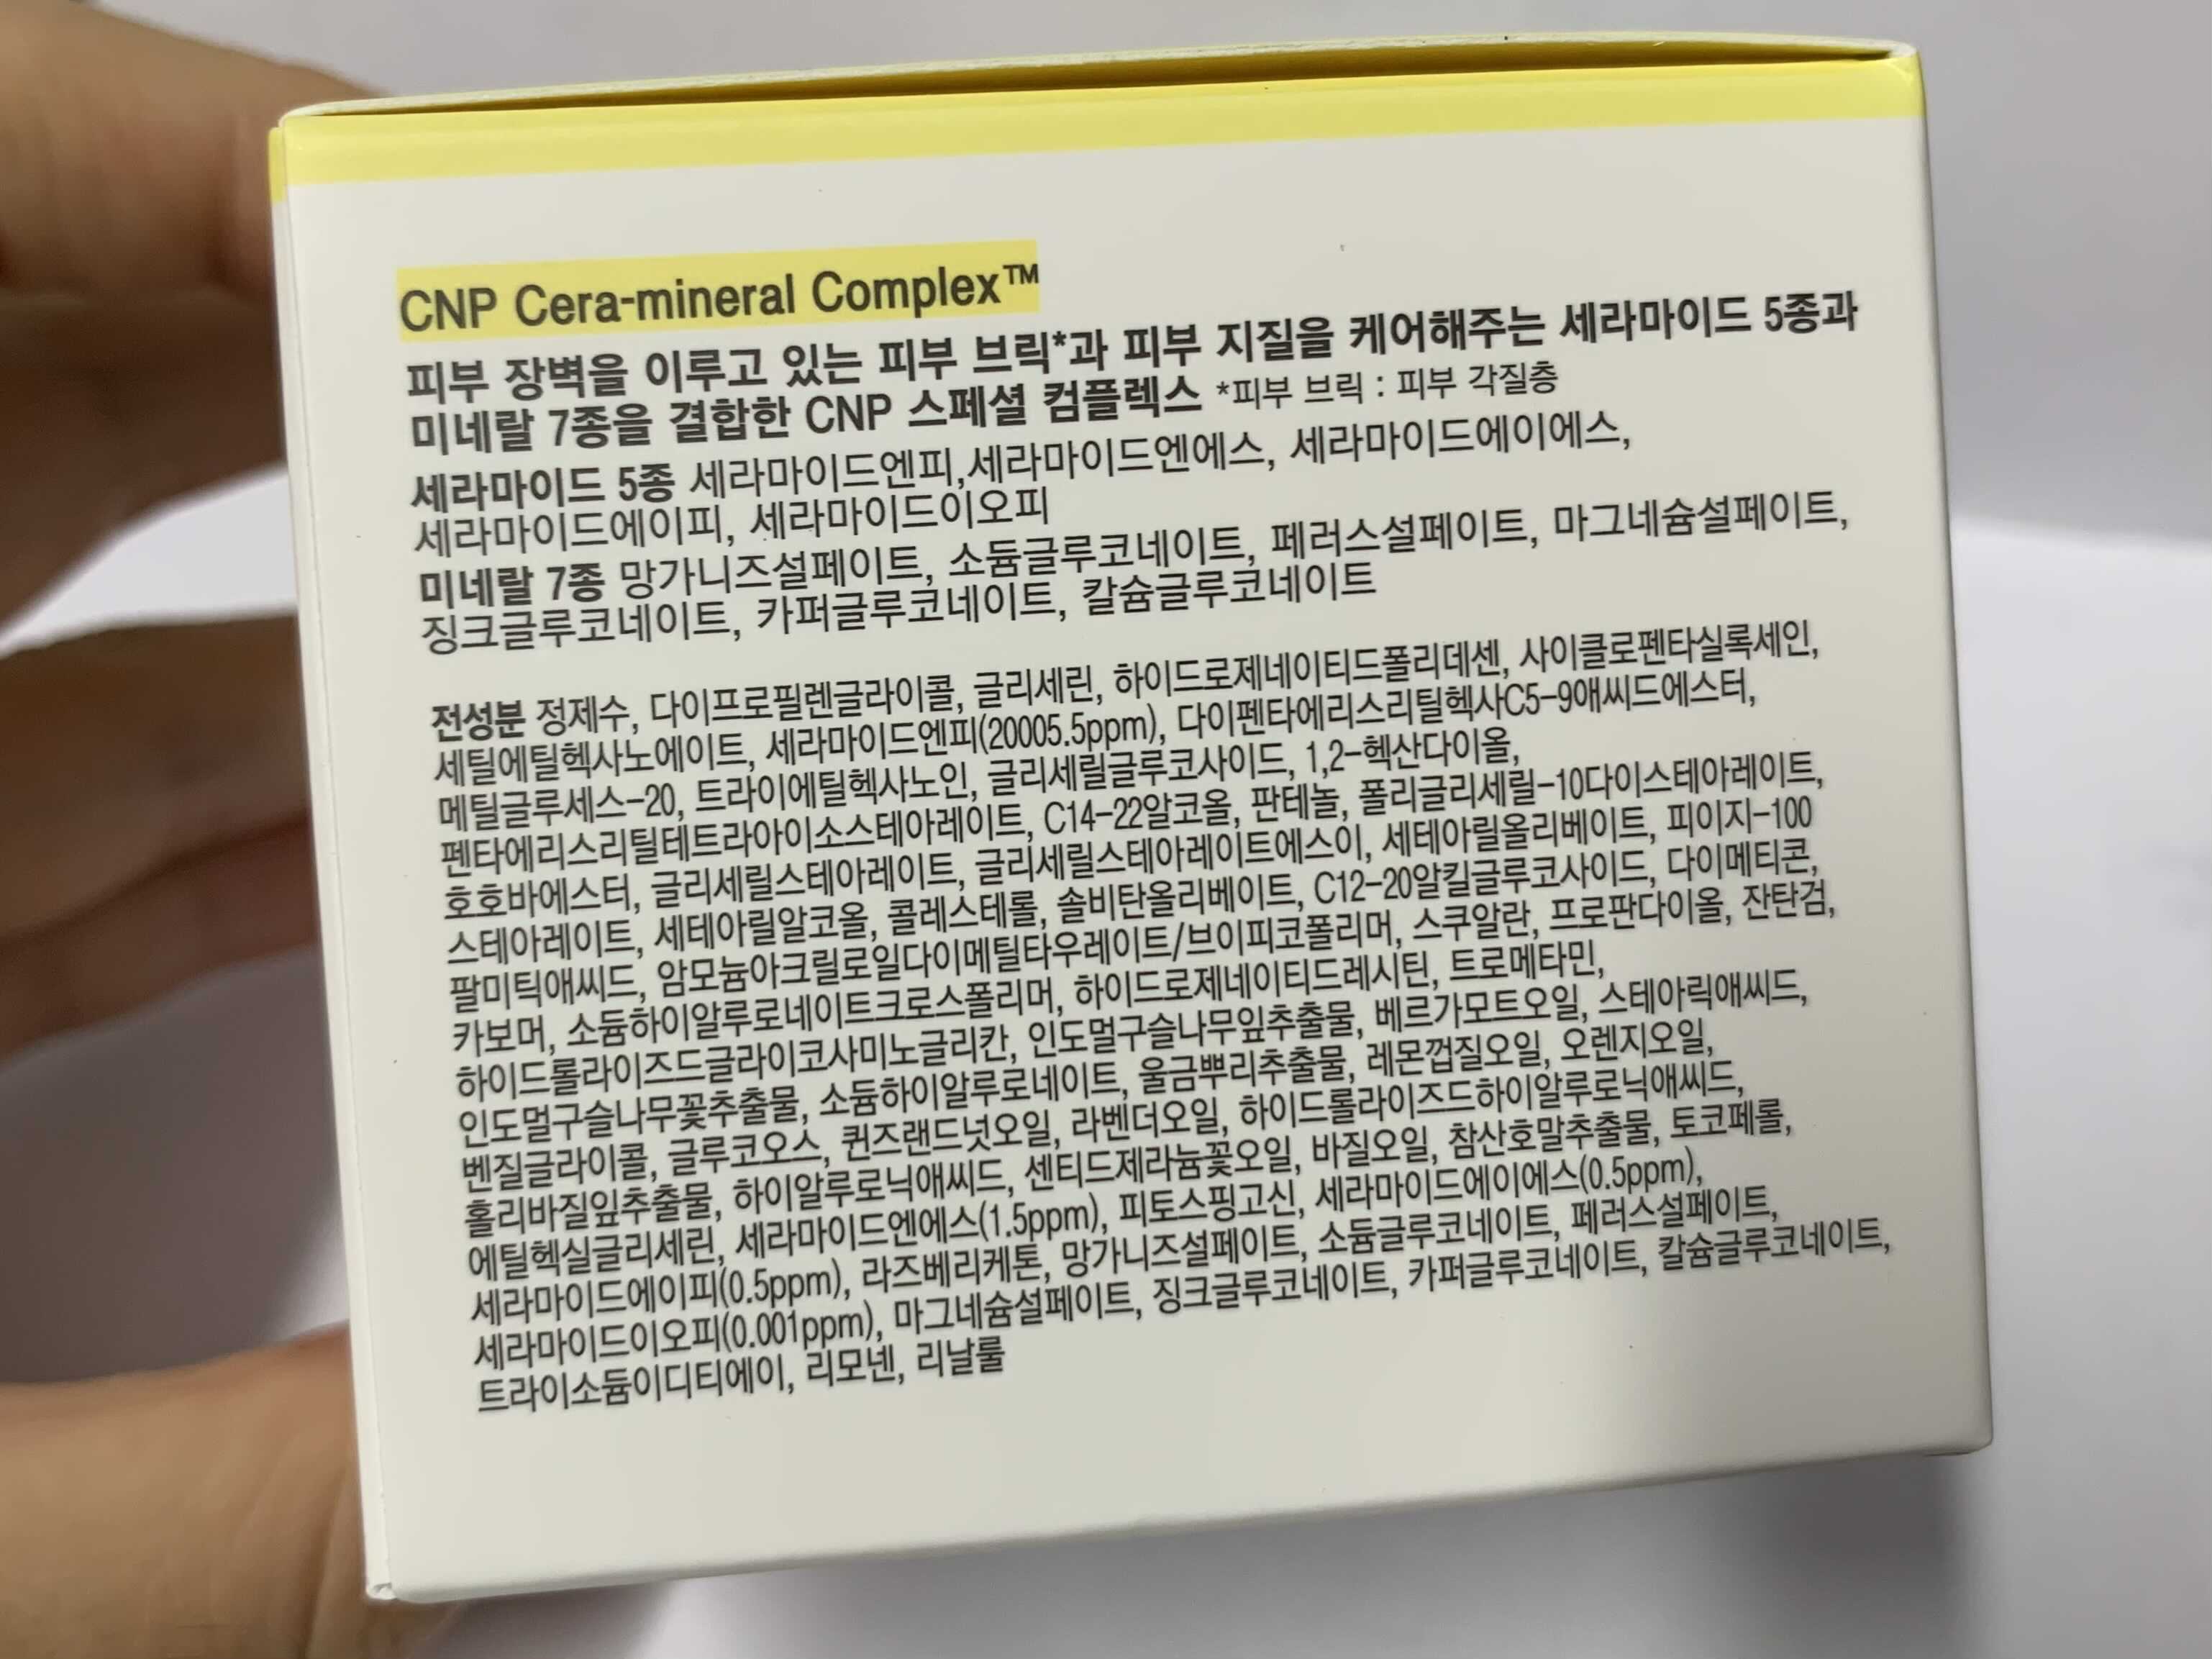 CNP Cera-mineral Complex™
피부 장벽을 이루고 있는 피부 브릭*과 피부 지질을 케어해주는 세라마이드 5종과
미네랄 7종을 결합한 CNP 스페셜 컴플렉스 *피부 브릭 : 피부 각질층
세라마이드 5종 세라마이드엔피,세라마이드엔에스, 세라마이드에이에스,
세라마이드에이피, 세라마이드이오피
미네랄 7종 망가니즈설페이트, 소듐글루코네이트, 페러스설페이트, 마그네슘설페이트,
징크글루코네이트, 카퍼글루코네이트, 칼슘글루코네이트
전성분 정제수, 다이프로필렌글라이콜, 글리세린, 하이드로제네이티드폴리데센, 사이클로펜타실록세인,
세틸에틸헥사노에이트, 세라마이드엔피(20005.5ppm), 다이펜타에리스리틸헥사C5-9애씨드에스터,
메틸글루세스-20, 트라이에틸헥사노인, 글리세릴글루코사이드, 1,2-헥산다이올,
펜타에리스리틸테트라아이소스테아레이트, C14-22알코올, 판테놀, 폴리글리세릴-10다이스테아레이트,
호호바에스터, 글리세릴스테아레이트, 글리세릴스테아레이트에스이, 세테아릴올리베이트, 피이지-100
스테아레이트, 세테아릴알코올, 콜레스테롤, 솔비탄올리베이트, C12-20알킬글루코사이드, 다이메티콘,
팔미틱애씨드, 암모늄아크릴로일다이메틸타우레이트/브이피코폴리머, 스쿠알란, 프로판다이올, 잔탄검,
카보머, 소듐하이알루로네이트크로스폴리머, 하이드로제네이티드레시틴, 트로메타민,
하이드롤라이즈드글라이코사미노글리칸, 인도멀구슬나무잎추출물, 베르가모트오일, 스테아릭애씨드,
인도멀구슬나무꽃추출물, 소듐하이알루로네이트, 울금뿌리추출물, 레몬껍질오일, 오렌지오일,
벤질글라이콜, 글루코오스, 퀸즈랜드넛오일, 라벤더오일, 하이드롤라이즈드하이알루로닉애씨드,
홀리바질잎추출물, 하이알루로닉애씨드, 센티드제라늄꽃오일, 바질오일, 참산호말추출물, 토코페롤,
에틸헥실글리세린, 세라마이드엔에스(1.5ppm), 피토스핑고신, 세라마이드에이에스(0.5ppm),
세라마이드에이피(0.5ppm), 라즈베리케톤, 망가니즈설페이트, 소듐글루코네이트, 페러스설페이트,
세라마이드이오피(0.001ppm), 마그네슘설페이트, 징크글루코네이트, 카퍼글루코네이트, 칼슘글루코네이트,
트라이소듐이디티에이, 리모넨, 리날룰